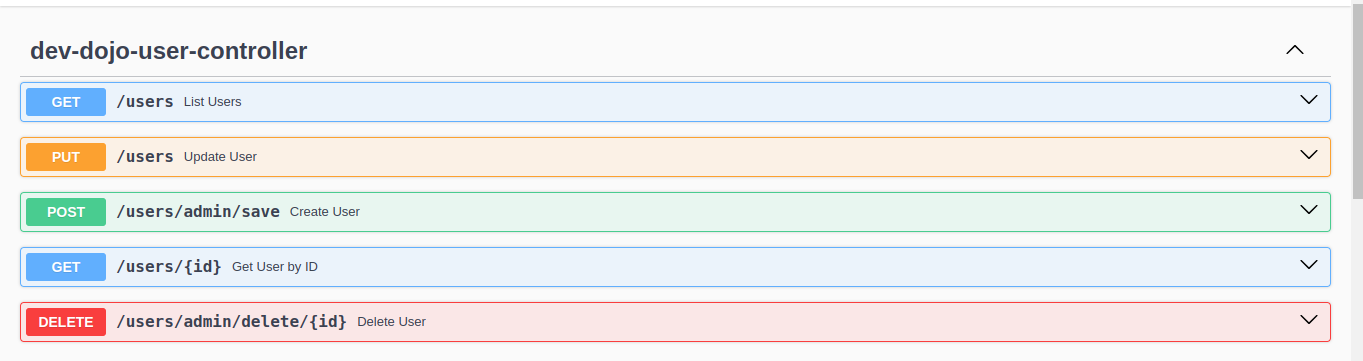 dev-dojo-user-controller
GET /users List Users
PUT /users Update User
POST /users/admin/save Create User
GET /users/{id} Get User by ID
DELETE /users/admin/delete/{id} Delete User